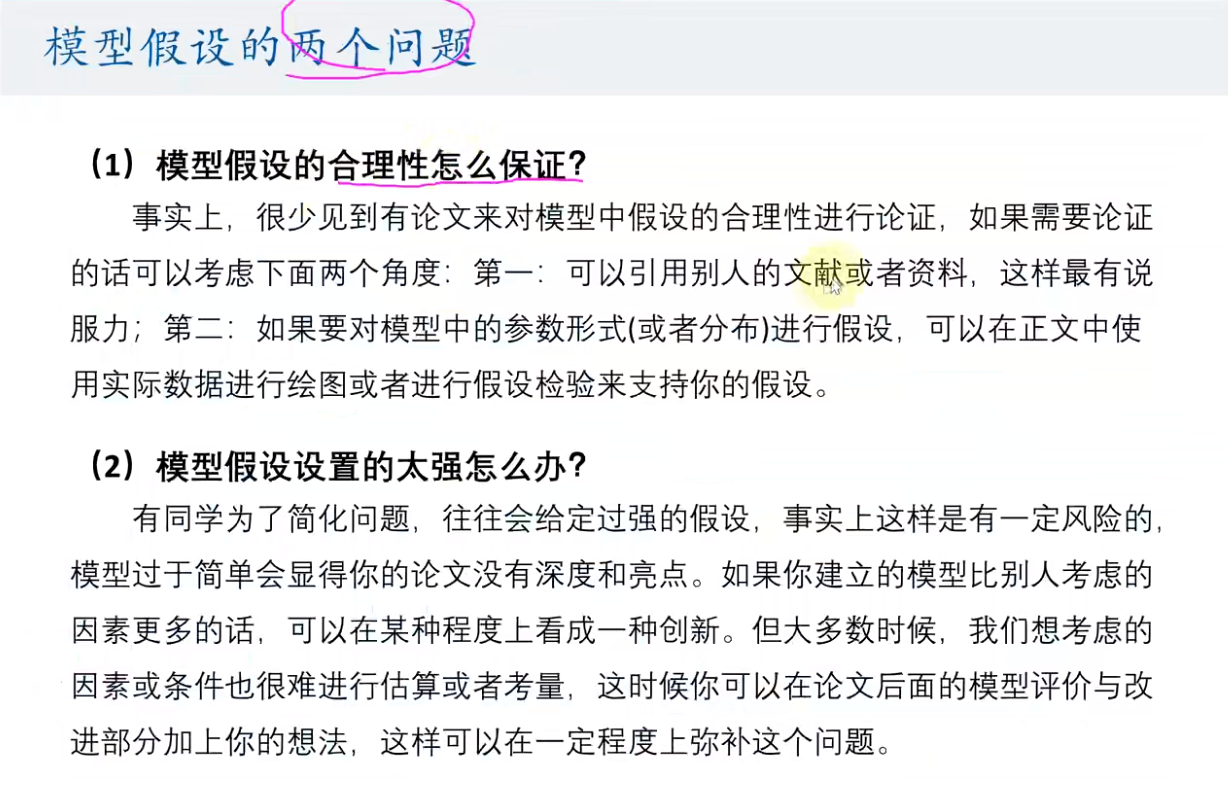 模型假设的两个问题
（1）模型假设的合理性怎么保证？
事实上，很少见到有论文来对模型中假设的合理性进行论证，如果需要论证
的话可以考虑下面两个角度：第一：可以引用别人的文献或者资料，这样最有说
服力；第二：如果要对模型中的参数形式(或者分布)进行假设，可以在正文中使
用实际数据进行绘图或者进行假设检验来支持你的假设。
（2）模型假设设置的太强怎么办？
有同学为了简化问题，往往会给定过强的假设，事实上这样是有一定风险的，
模型过于简单会显得你的论文没有深度和亮点。如果你建立的模型比别人考虑的
因素更多的话，可以在某种程度上看成一种创新。但大多数时候，我们想考虑的
因素或条件也很难进行估算或者考量，这时候你可以在论文后面的模型评价与改
进部分加上你的想法，这样可以在一定程度上弥补这个问题。